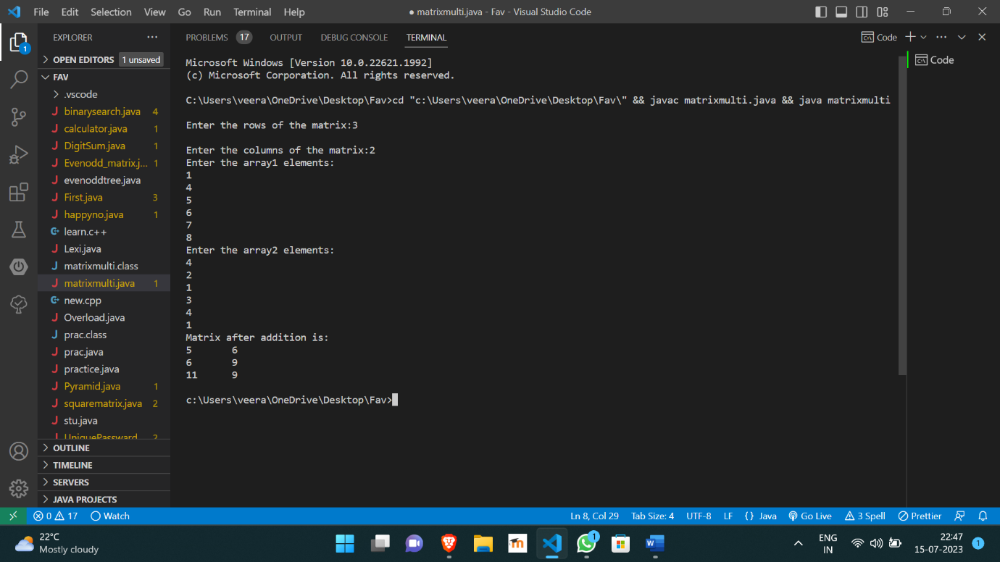 File Edit Selection View Go Run Terminal Help
● matrixmulti.java - Fav - Visual Studio Code
EXPLORER
OPEN EDITORS 1 unsaved
FAV
.vscode
binarysearch.java 4
calculator.java 1
DigitSum.java 1
Evenodd_matrix.j... 1
evenoddtree.java
First.java 3
happyno.java 1
learn.c++
Lexi.java
matrixmulti.class
matrixmulti.java 1
new.cpp
Overload.java
prac.class
prac.java
practice.java
Pyramid.java 1
squarematrix.java 2
stu.java
UniquePassward 2
OUTLINE
TIMELINE
SERVERS
JAVA PROJECTS
1
PROBLEMS 17 OUTPUT DEBUG CONSOLE TERMINAL
Code
Code
Microsoft Windows [Version 10.0.22621.1992]
(c) Microsoft Corporation. All rights reserved.
C:\Users\veera\OneDrive\Desktop\Fav>cd "c:\Users\veera\OneDrive\Desktop\Fav\" && javac matrixmulti.java && java matrixmulti
Enter the rows of the matrix:3
Enter the columns of the matrix:2
Enter the array1 elements:
1
4
5
6
7
8
Enter the array2 elements:
4
2
1
3
4
1
Matrix after addition is:
5 6
6 9
11 9
c:\Users\veera\OneDrive\Desktop\Fav>
0 17 Watch
Ln 8, Col 29 Tab Size: 4 UTF-8 LF {} Java Go Live 3 Spell Prettier
22°C
Mostly cloudy
m
1
W
ENG
IN
22:47
15-07-2023
1